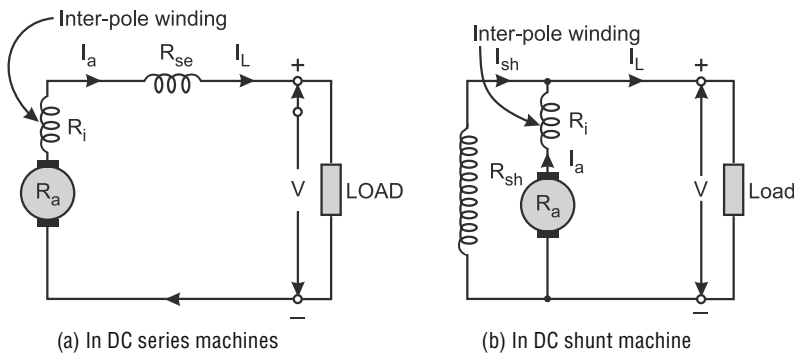 Inter-pole winding
I_a
R_se
I_L
+
R_i
R_a
V
LOAD
−
(a) In DC series machines
Inter-pole winding
I_sh
I_L
+
R_i
R_sh
I_a
R_a
V
Load
−
(b) In DC shunt machine